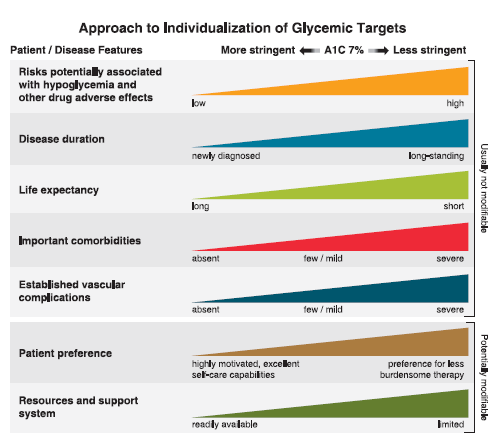 Approach to Individualization of Glycemic Targets
Patient / Disease Features
More stringent ⟸ A1C 7% ⟹ Less stringent
Risks potentially associated
with hypoglycemia and
other drug adverse effects
low
high
Disease duration
newly diagnosed
long-standing
Life expectancy
long
short
Important comorbidities
absent
few / mild
severe
Established vascular
complications
absent
few / mild
severe
Usually not modifiable
Patient preference
highly motivated, excellent
self-care capabilities
preference for less
burdensome therapy
Resources and support
system
readily available
limited
Potentially modifiable